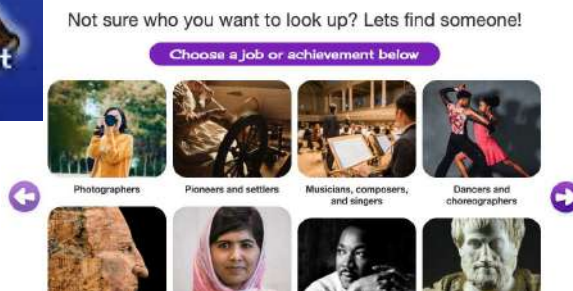 Not sure who you want to look up? Lets find someone!
t
Choose a job or achievement below
Photographers
Pioneers and settlers
Musicians, composers,
and singers
Dancers and
choreographers